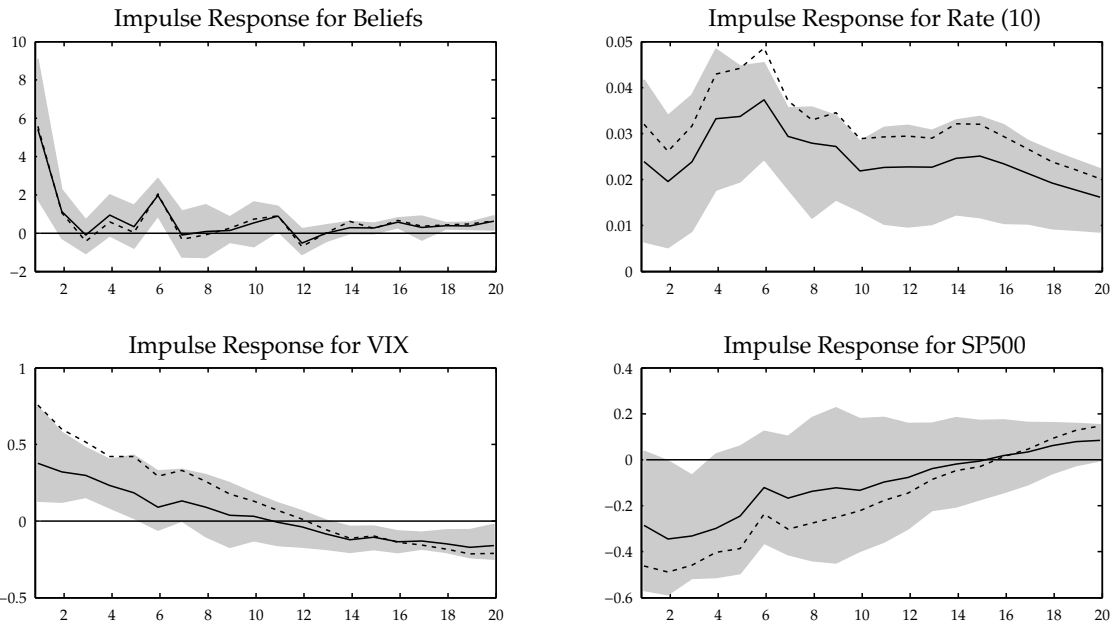 Impulse Response for Beliefs
10
8
6
4
2
0
−2
2 4 6 8 10 12 14 16 18 20
Impulse Response for Rate (10)
0.05
0.04
0.03
0.02
0.01
0
2 4 6 8 10 12 14 16 18 20
Impulse Response for VIX
1
0.5
0
−0.5
2 4 6 8 10 12 14 16 18 20
Impulse Response for SP500
0.4
0.2
0
−0.2
−0.4
−0.6
2 4 6 8 10 12 14 16 18 20